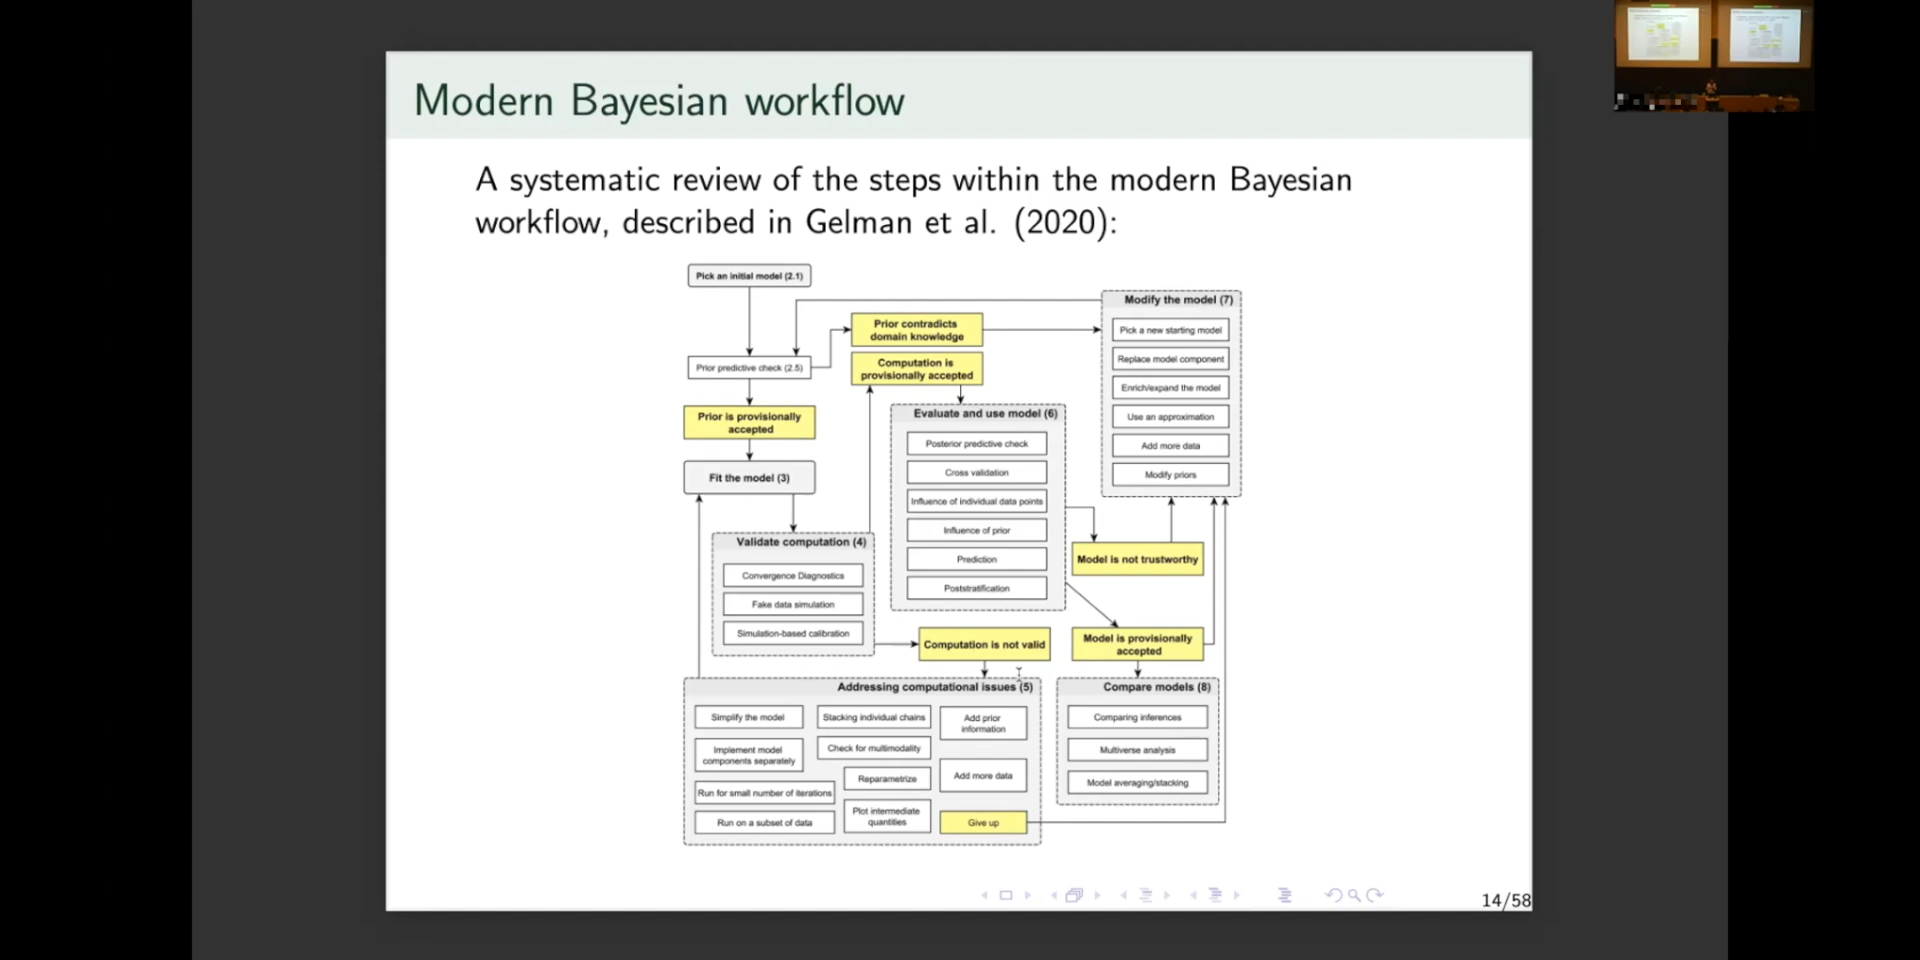 Modern Bayesian workflow
A systematic review of the steps within the modern Bayesian
workflow, described in Gelman et al. (2020):
Pick an initial model (2.1)
Prior predictive check (2.5)
Prior is provisionally
accepted
Fit the model (3)
Validate computation (4)
Convergence Diagnostics
Fake data simulation
Simulation-based calibration
Prior contradicts
domain knowledge
Computation is
provisionally accepted
Evaluate and use model (6)
Posterior predictive check
Cross validation
Influence of individual data points
Influence of prior
Prediction
Poststratification
Modify the model (7)
Pick a new starting model
Replace model component
Enrich/expand the model
Use an approximation
Add more data
Modify priors
Model is not trustworthy
Computation is not valid
Model is provisionally
accepted
Addressing computational issues (5)
Simplify the model
Implement model
components separately
Run for small number of iterations
Run on a subset of data
Stacking individual chains
Check for multimodality
Reparametrize
Plot intermediate
quantities
Add prior
information
Add more data
Give up
Compare models (8)
Comparing inferences
Multiverse analysis
Model averaging/stacking
14/58